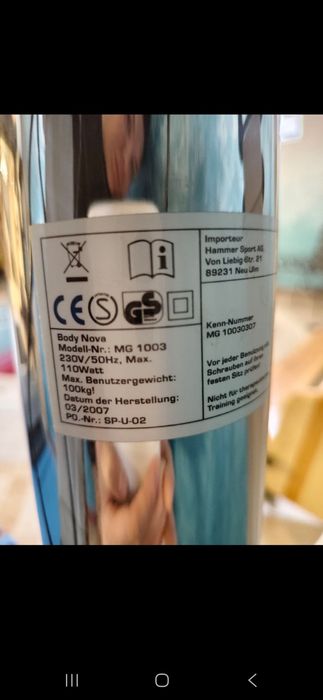 Importeur
Hammer Sport AG
Von Liebig Str. 21
89231 Neu Ulm
CE S GS
Kenn-Nummer
MG 10030307
Body Nova
Modell-Nr.: MG 1003
230V/50Hz, Max.
110Watt
Max. Benutzergewicht:
100kg!
Datum der Herstellung:
03/2007
PO.-Nr.: SP-U-02
Vor jeder Benutzung
Schrauben auf
festen Sitz prüfen!
Nicht für
Training geeignet.